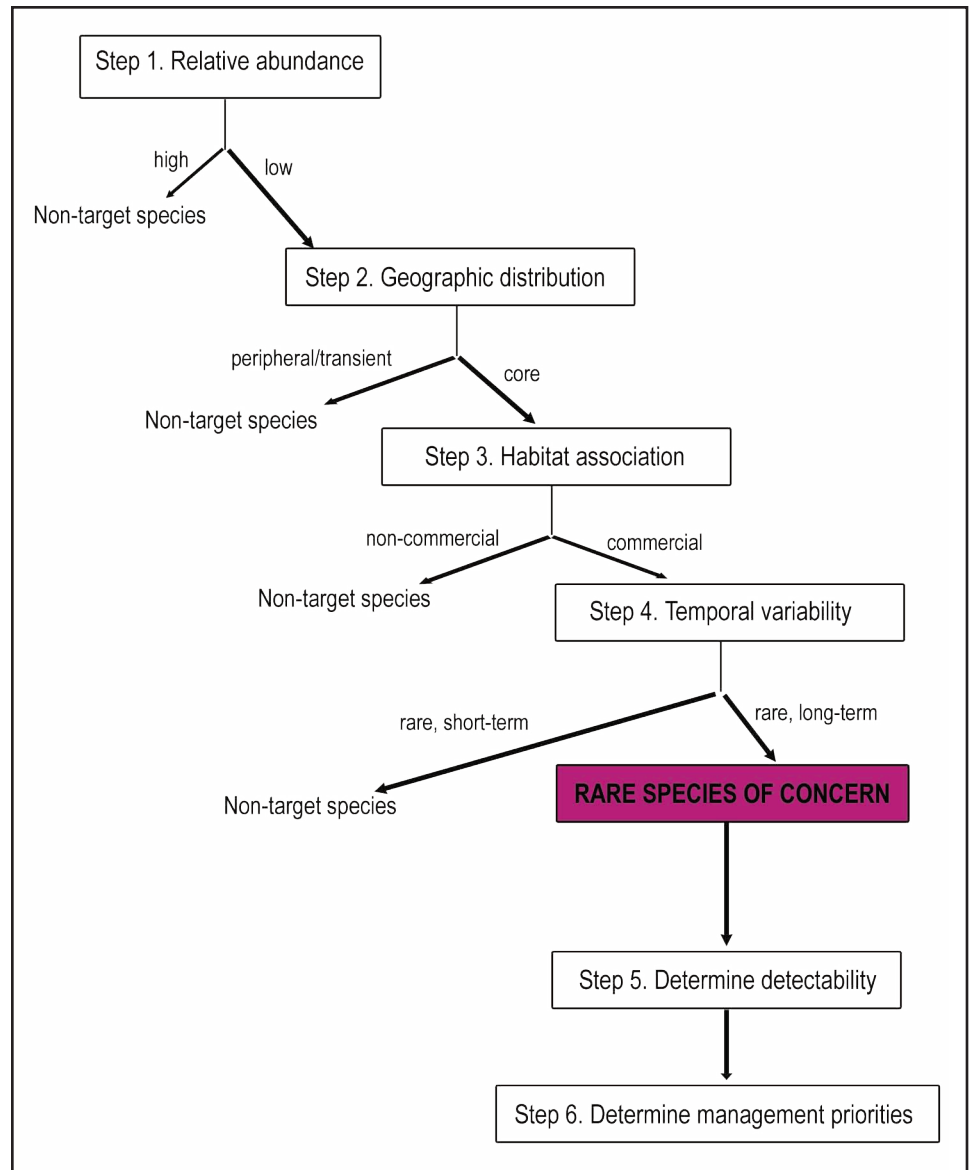 Step 1. Relative abundance
high
low
Non-target species
Step 2. Geographic distribution
peripheral/transient
core
Non-target species
Step 3. Habitat association
non-commercial
commercial
Non-target species
Step 4. Temporal variability
rare, short-term
rare, long-term
Non-target species
RARE SPECIES OF CONCERN
Step 5. Determine detectability
Step 6. Determine management priorities